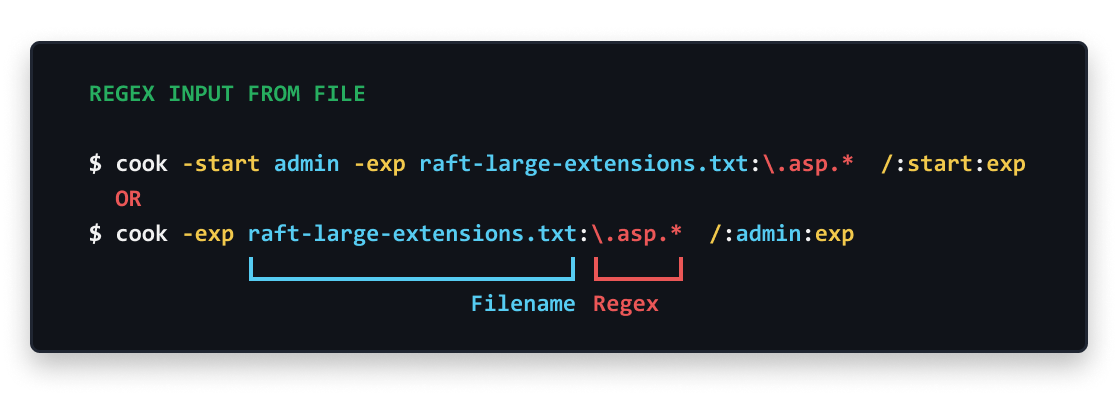 REGEX INPUT FROM FILE
$ cook -start admin -exp raft-large-extensions.txt:\.asp.*  /:start:exp
OR
$ cook -exp raft-large-extensions.txt:\.asp.*  /:admin:exp
Filename Regex